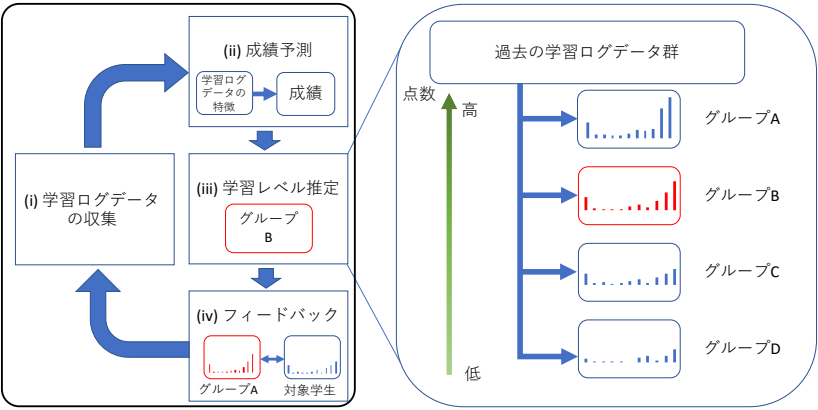 (ii) 成績予測
学習ログ
データの
特徴
成績
(i) 学習ログデータ
の収集
(iii) 学習レベル推定
グループ
B
(iv) フィードバック
グループA
対象学生
過去の学習ログデータ群
点数
高
低
グループA
グループB
グループC
グループD